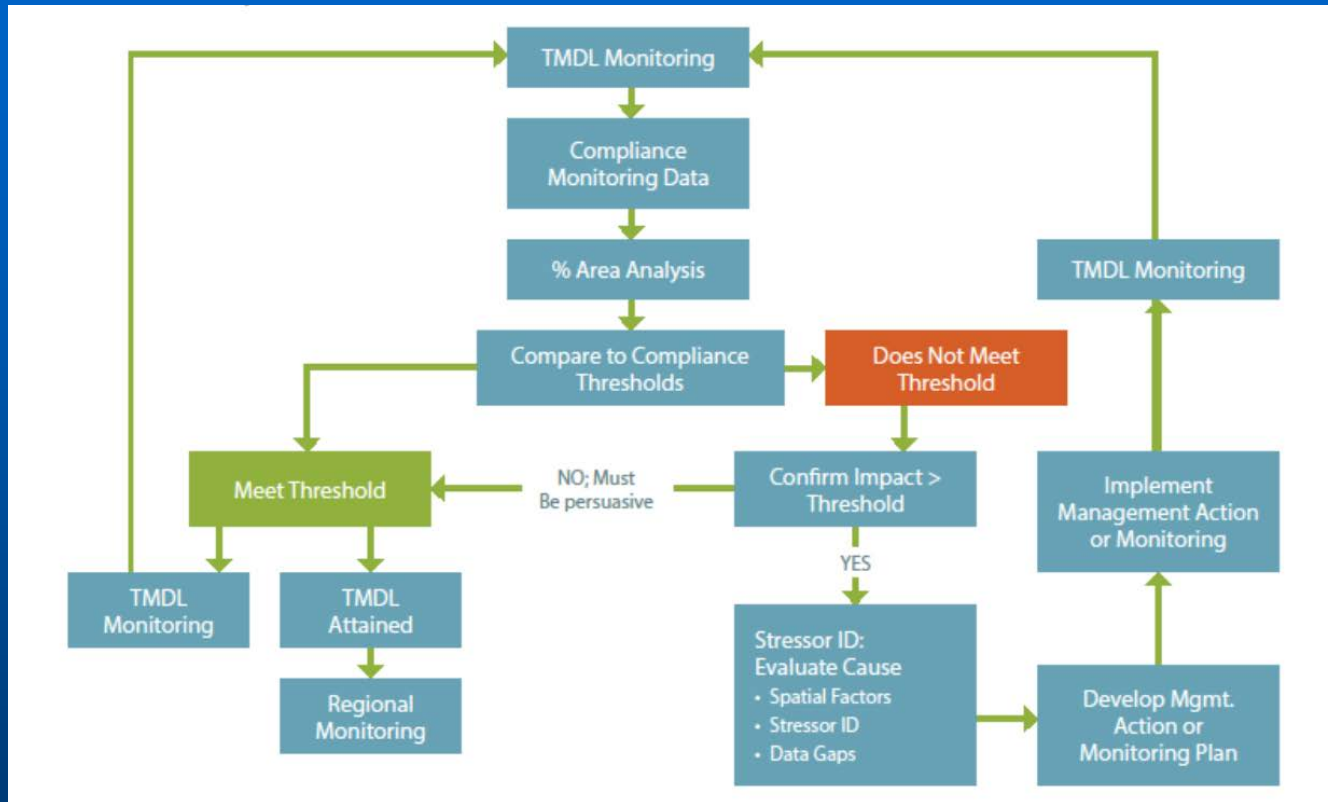 TMDL Monitoring
Compliance
Monitoring Data
% Area Analysis
TMDL Monitoring
Compare to Compliance
Thresholds
Does Not Meet
Threshold
Meet Threshold
NO; Must
Be persuasive
Confirm Impact >
Threshold
Implement
Management Action
or Monitoring
YES
TMDL
Monitoring
TMDL
Attained
Stressor ID:
Evaluate Cause
• Spatial Factors
• Stressor ID
• Data Gaps
Regional
Monitoring
Develop Mgmt.
Action or
Monitoring Plan